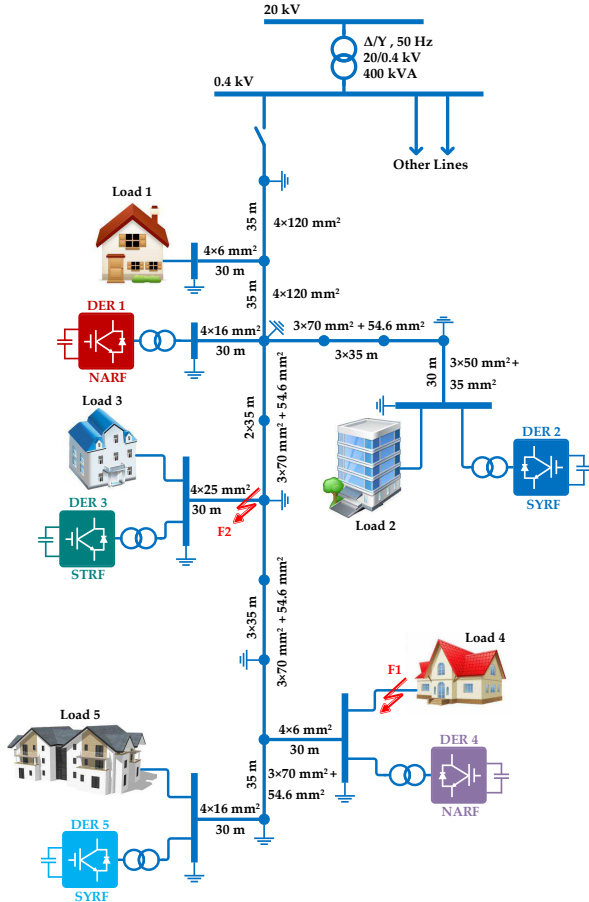 20 kV
Δ/Y , 50 Hz
20/0.4 kV
400 kVA
0.4 kV
Other Lines
Load 1
35 m
4×120 mm²
4×6 mm²
30 m
35 m
4×120 mm²
DER 1
NARF
4×16 mm²
30 m
3×70 mm² + 54.6 mm²
3×35 m
30 m
3×50 mm²+
35 mm²
2×35 m
3×70 mm² + 54.6 mm²
Load 3
4×25 mm²
30 m
DER 3
STRF
F2
Load 2
DER 2
SYRF
3×35 m
3×70 mm² + 54.6 mm²
F1
Load 4
4×6 mm²
30 m
DER 4
NARF
Load 5
35 m
3×70 mm²+
54.6 mm²
4×16 mm²
30 m
DER 5
SYRF